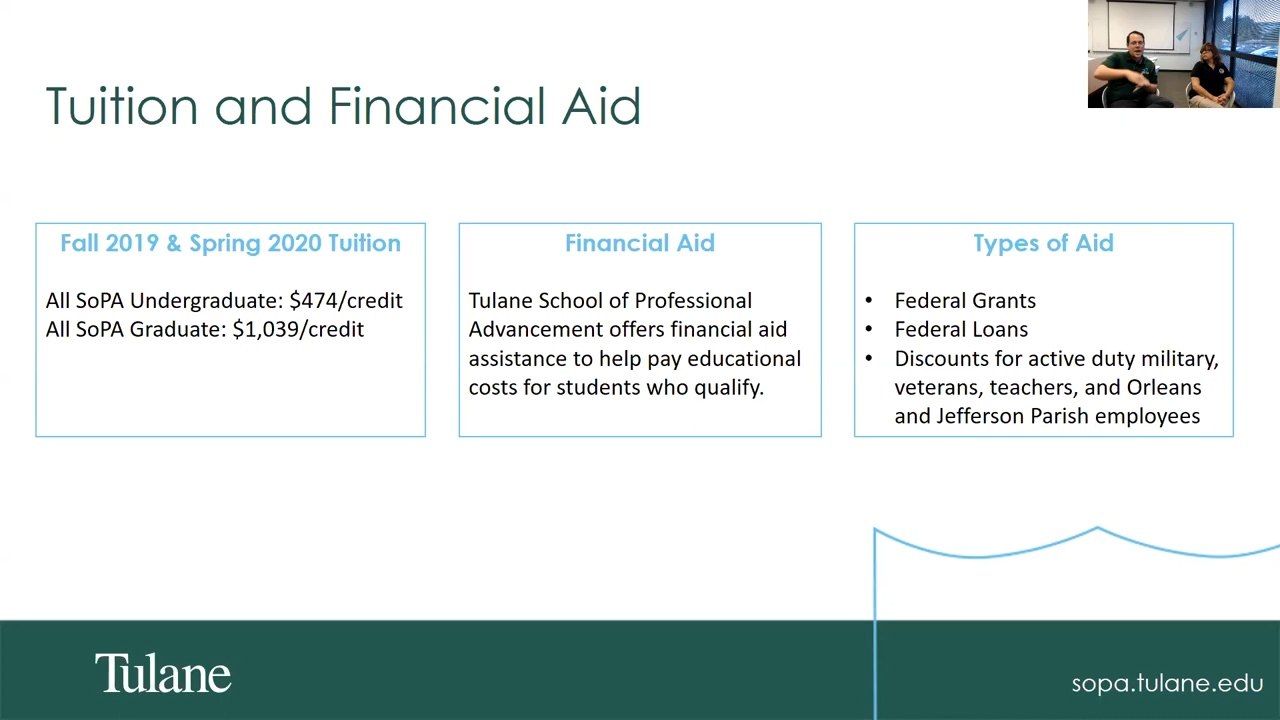 Tuition and Financial Aid
Fall 2019 & Spring 2020 Tuition
All SoPA Undergraduate: $474/credit
All SoPA Graduate: $1,039/credit
Financial Aid
Tulane School of Professional
Advancement offers financial aid
assistance to help pay educational
costs for students who qualify.
Types of Aid
• Federal Grants
• Federal Loans
• Discounts for active duty military,
veterans, teachers, and Orleans
and Jefferson Parish employees
Tulane
sopa.tulane.edu